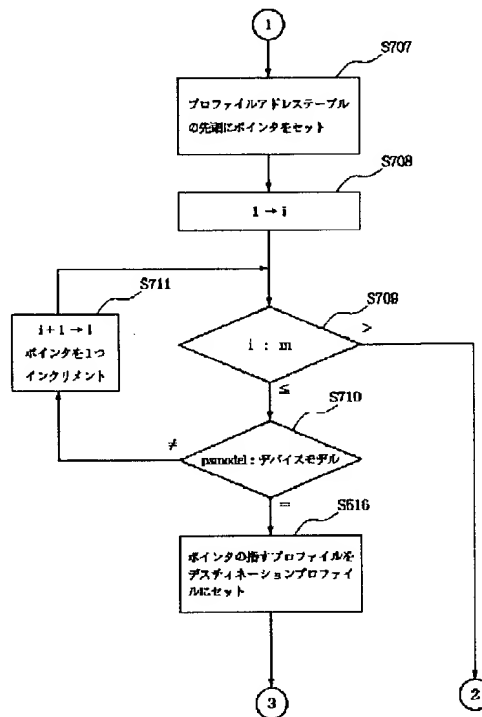 1
S707
プロファイルアドレステーブル
の先頭にポインタをセット
S708
1 → i
S711
i + 1 → i
ポインタを1つ
インクリメント
S709
i : m
>
≦
S710
psmodel : デバイスモデル
≠
=
S516
ポインタの指すプロファイルを
デスティネーションプロファイ
ルにセット
3
2